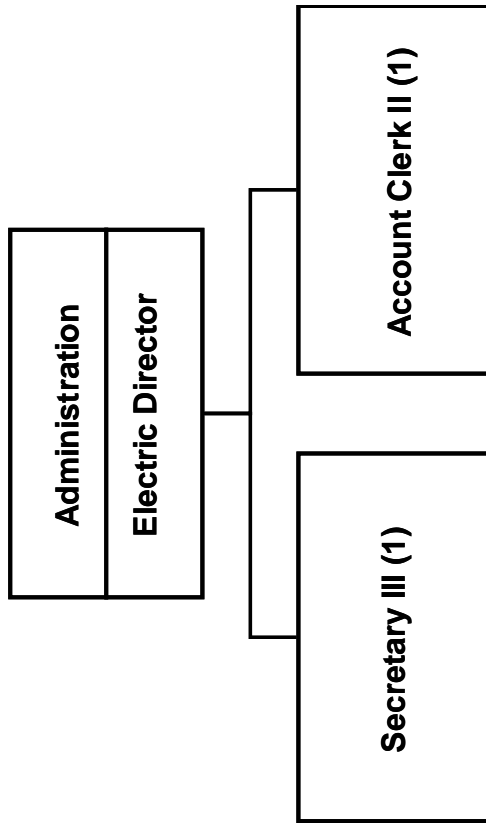 Administration
Electric Director
Secretary III (1)
Account Clerk II (1)